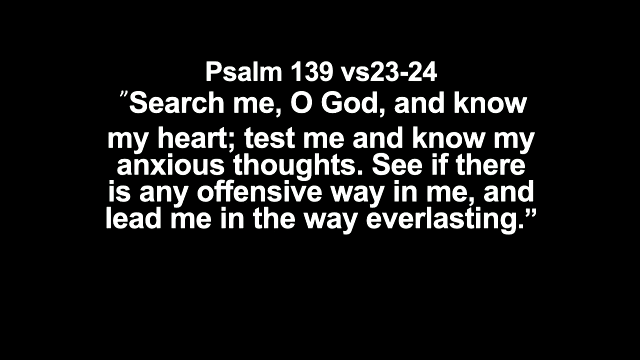 Psalm 139 vs23-24
"Search me, O God, and know
my heart; test me and know my
anxious thoughts. See if there
is any offensive way in me, and
lead me in the way everlasting.”